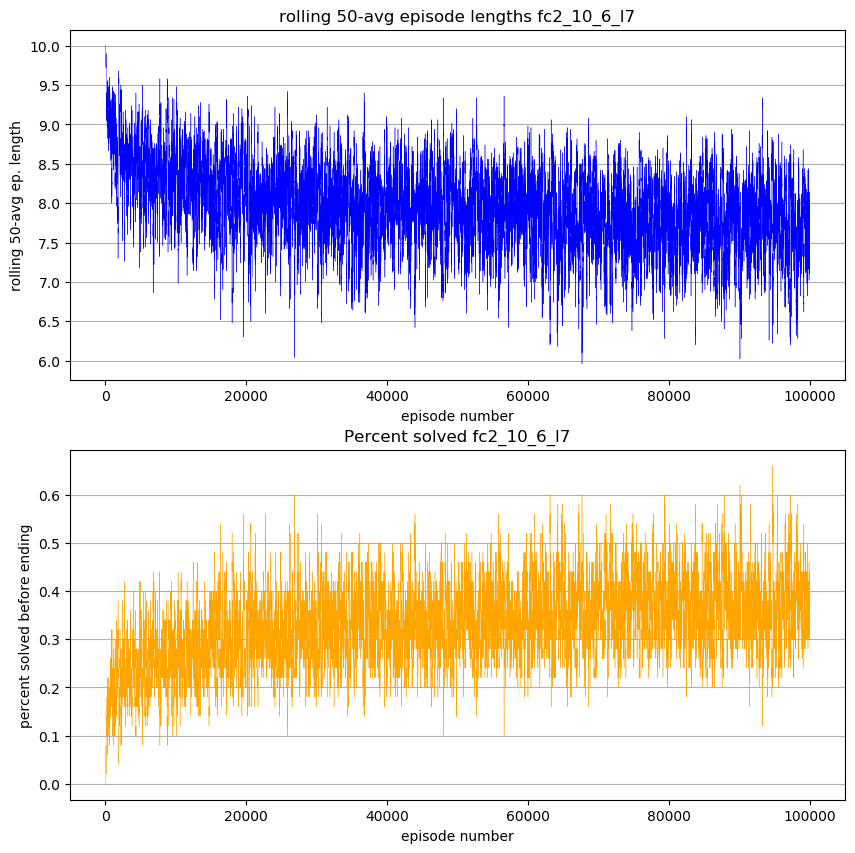 rolling 50-avg episode lengths fc2_10_6_l7
10.0
9.5
9.0
8.5
8.0
7.5
7.0
6.5
6.0
rolling 50-avg ep. length
0 20000 40000 60000 80000 100000
episode number
Percent solved fc2_10_6_l7
0.6
0.5
0.4
0.3
0.2
0.1
0.0
percent solved before ending
0 20000 40000 60000 80000 100000
episode number